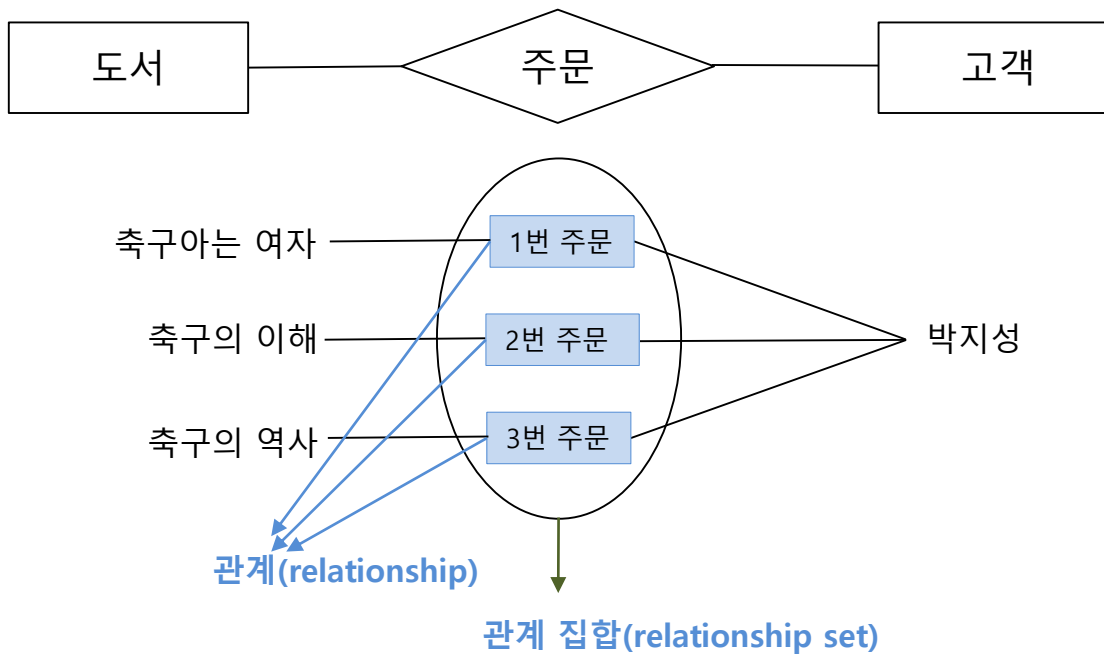 도서
주문
고객
축구아는 여자
1번 주문
축구의 이해
2번 주문
박지성
축구의 역사
3번 주문
관계(relationship)
관계 집합(relationship set)